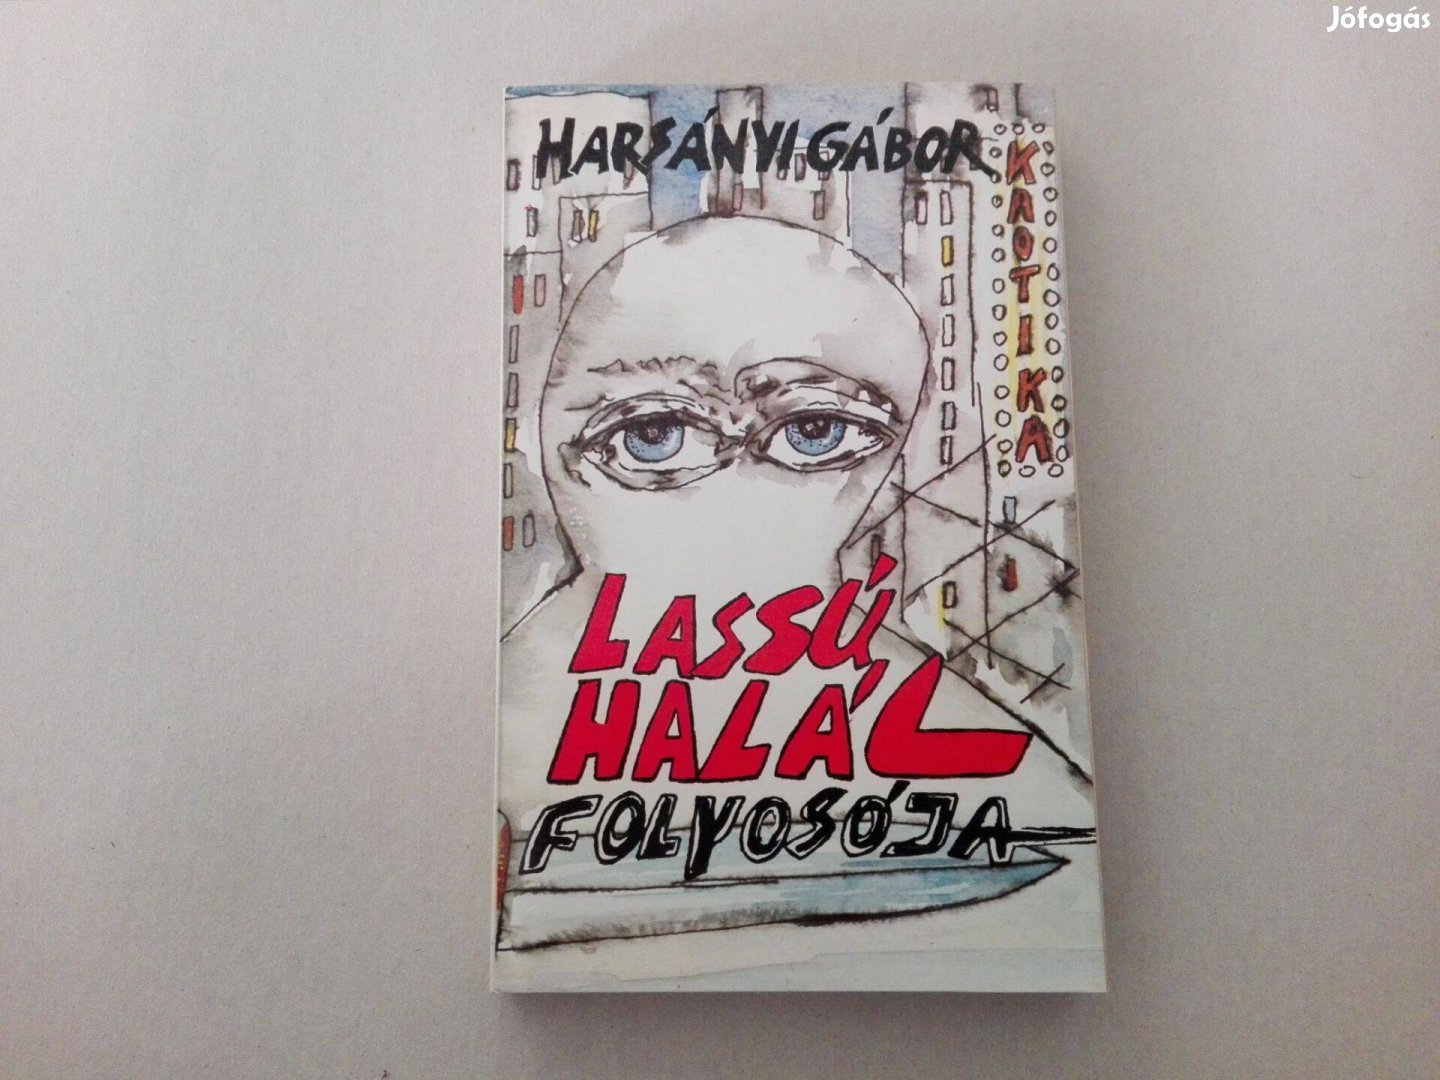 Jófogás
HARSÁNYI GÁBOR
KAOTIKA
LASSÚ
HALÁL
FOLYOSÓJA